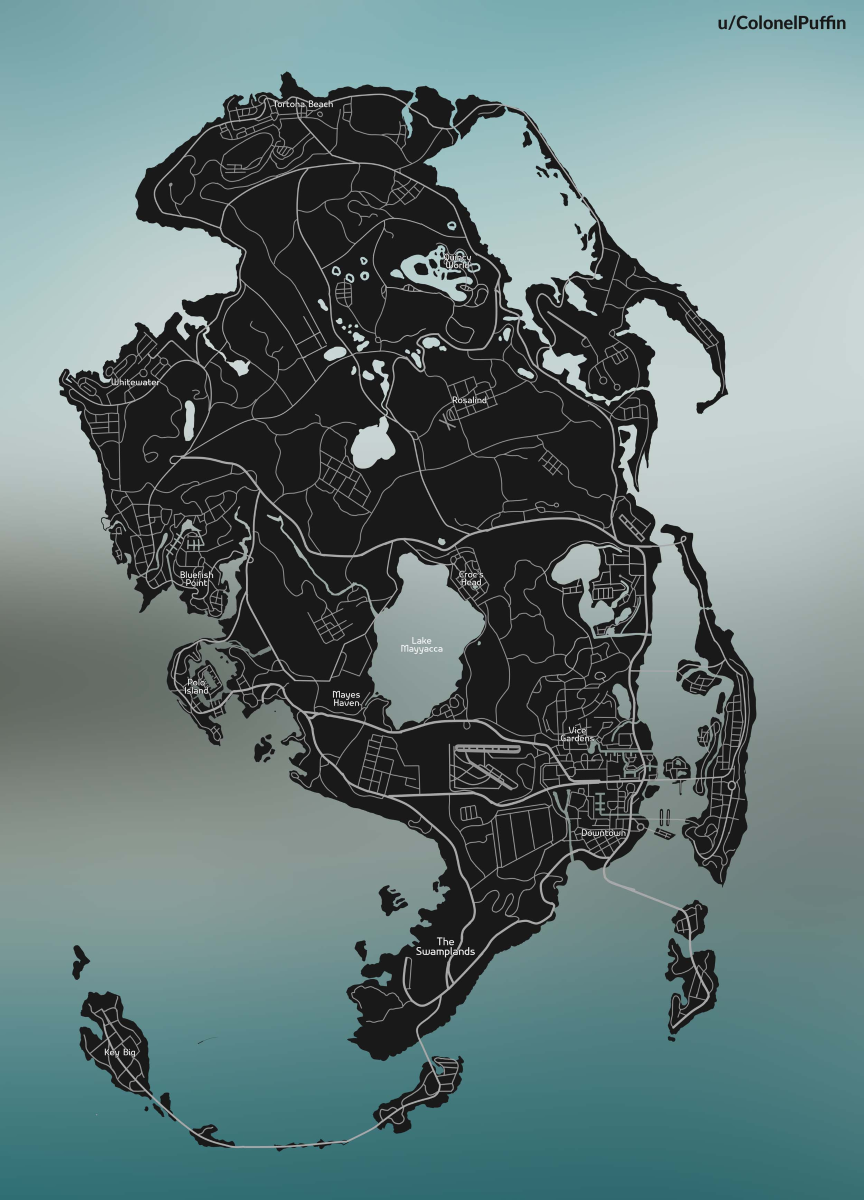 u/ColonelPuffin
Tortona Beach
Quincy
World
Whitewater
Rosalind
Bluefish
Point
Croc's
Head
Lake
Mayyacca
Polo
Island
Mayes
Haven
Vice
Gardens
Downtown
The
Swamplands
Key Big